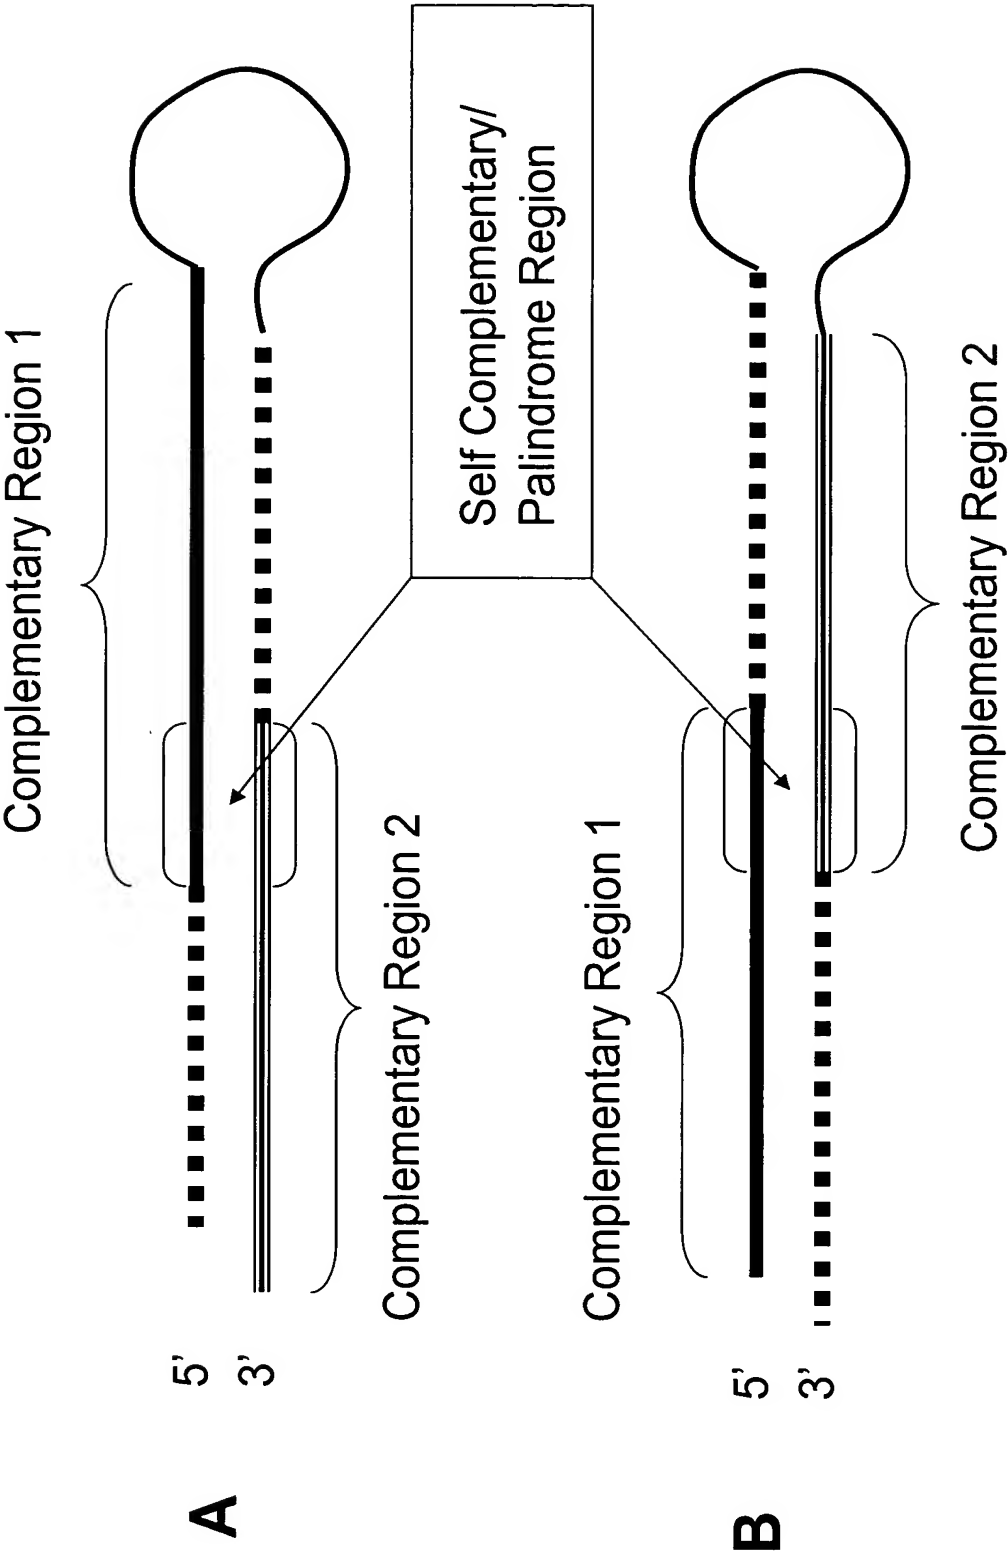 Complementary Region 1
A
5'
3'
Complementary Region 2
Self Complementary/
Palindrome Region
Complementary Region 1
B
5'
3'
Complementary Region 2